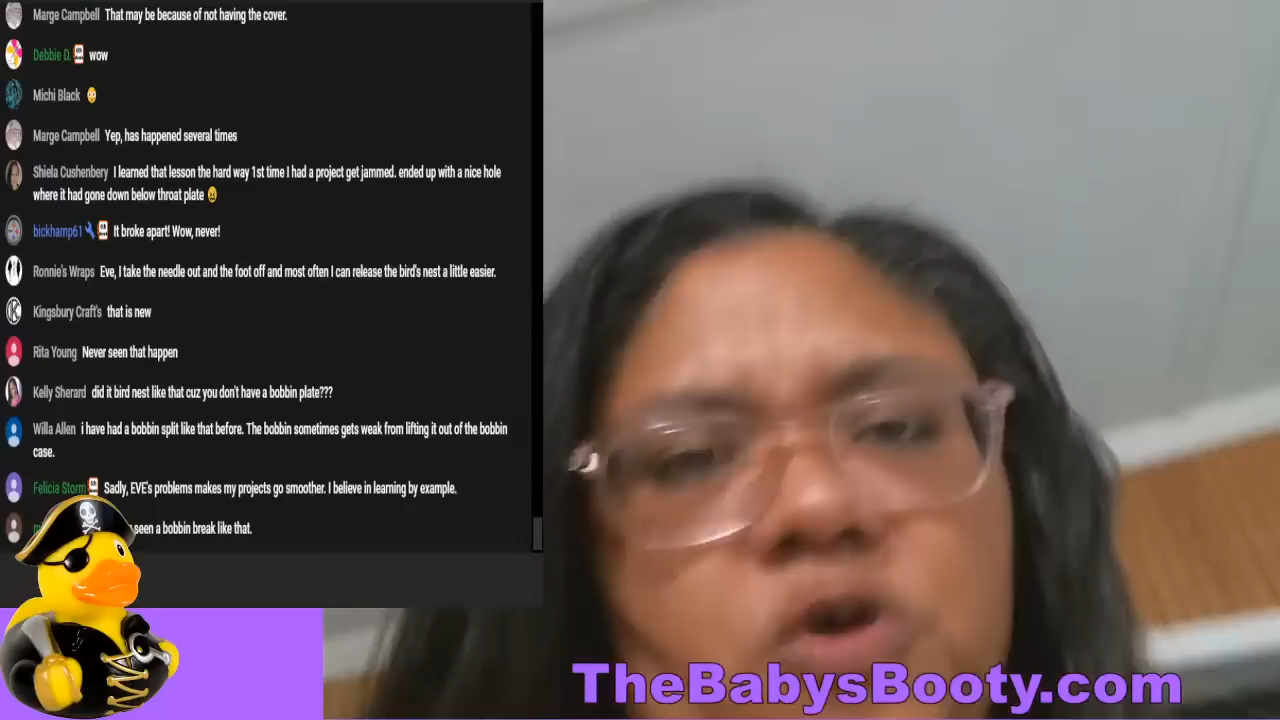 Marge Campbell That may be because of not having the cover.
Debbie D. wow
Michi Black
Marge Campbell Yep, has happened several times
Shiela Cushenbery I learned that lesson the hard way 1st time I had a project get jammed. ended up with a nice hole
where it had gone down below throat plate
bickhamp61 It broke apart! Wow, never!
Ronnie's Wraps Eve, I take the needle out and the foot off and most often I can release the bird's nest a little easier.
Kingsbury Craft's that is new
Rita Young Never seen that happen
Kelly Sherard did it bird nest like that cuz you don't have a bobbin plate???
Willa Allen i have had a bobbin split like that before. The bobbin sometimes gets weak from lifting it out of the bobbin
case.
Felicia Storm Sadly, EVE's problems makes my projects go smoother. I believe in learning by example.
seen a bobbin break like that.
TheBabysBooty.com